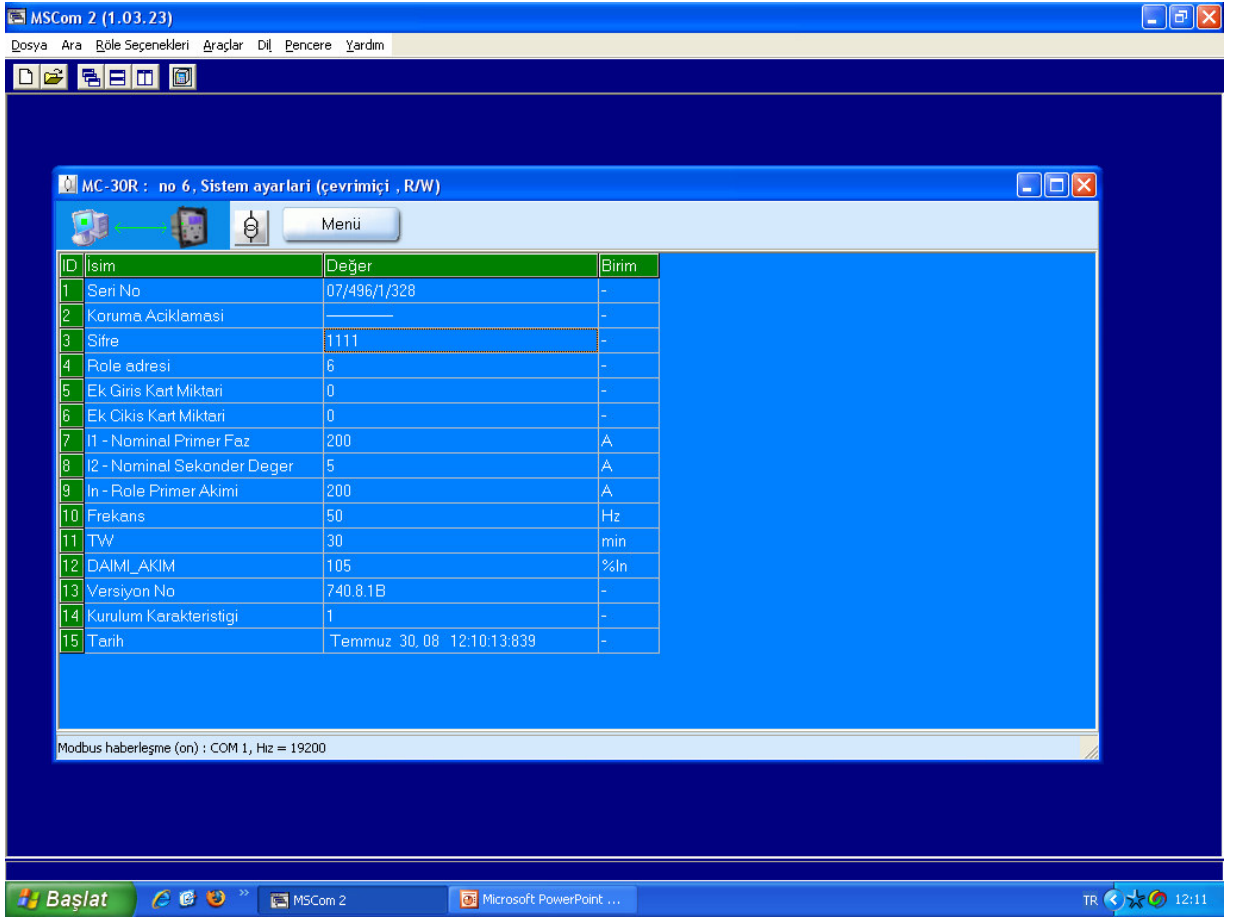 MSCom 2 (1.03.23)
Dosya Ara Röle Seçenekleri Araçlar Dil Pencere Yardım
MC-30R : no 6, Sistem ayarlari (çevrimiçi , R/W)
Menü
ID İsim Değer Birim
1 Seri No 07/496/1/328 -
2 Koruma Aciklamasi ———— -
3 Sifre 1111 -
4 Role adresi 6 -
5 Ek Giris Kart Miktari 0 -
6 Ek Cikis Kart Miktari 0 -
7 I1 - Nominal Primer Faz 200 A
8 I2 - Nominal Sekonder Deger 5 A
9 In - Role Primer Akimi 200 A
10 Frekans 50 Hz
11 TW 30 min
12 DAIMI_AKIM 105 %In
13 Versiyon No 740.8.1B -
14 Kurulum Karakteristigi 1 -
15 Tarih Temmuz 30, 08 12:10:13:839 -
Modbus haberleşme (on) : COM 1, Hız = 19200
Başlat MSCom 2 Microsoft PowerPoint ... TR 12:11